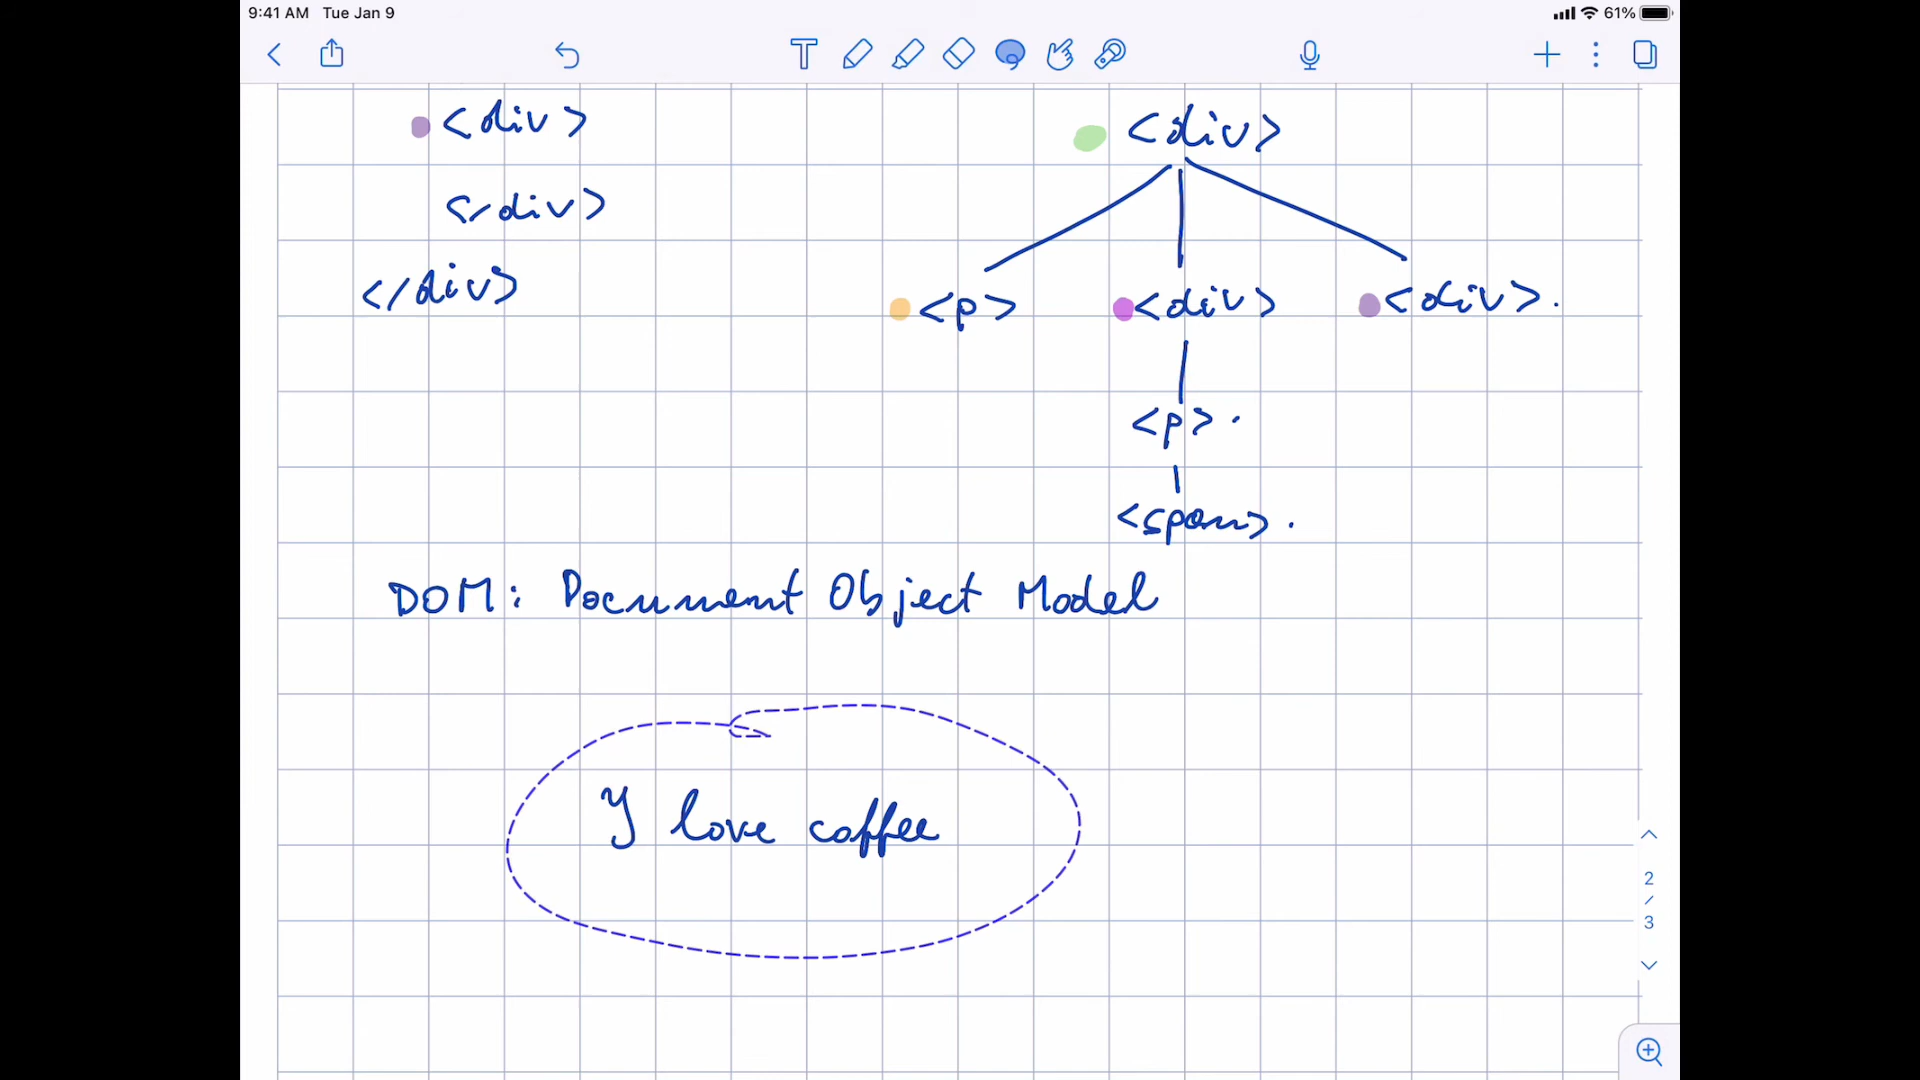 9:41 AM Tue Jan 9
61%
<div>
</div>
</div>
<div>
<p>
<div>
<div>.
<p>.
<span>.
DOM: Document Object Model
I love coffee
2
/
3